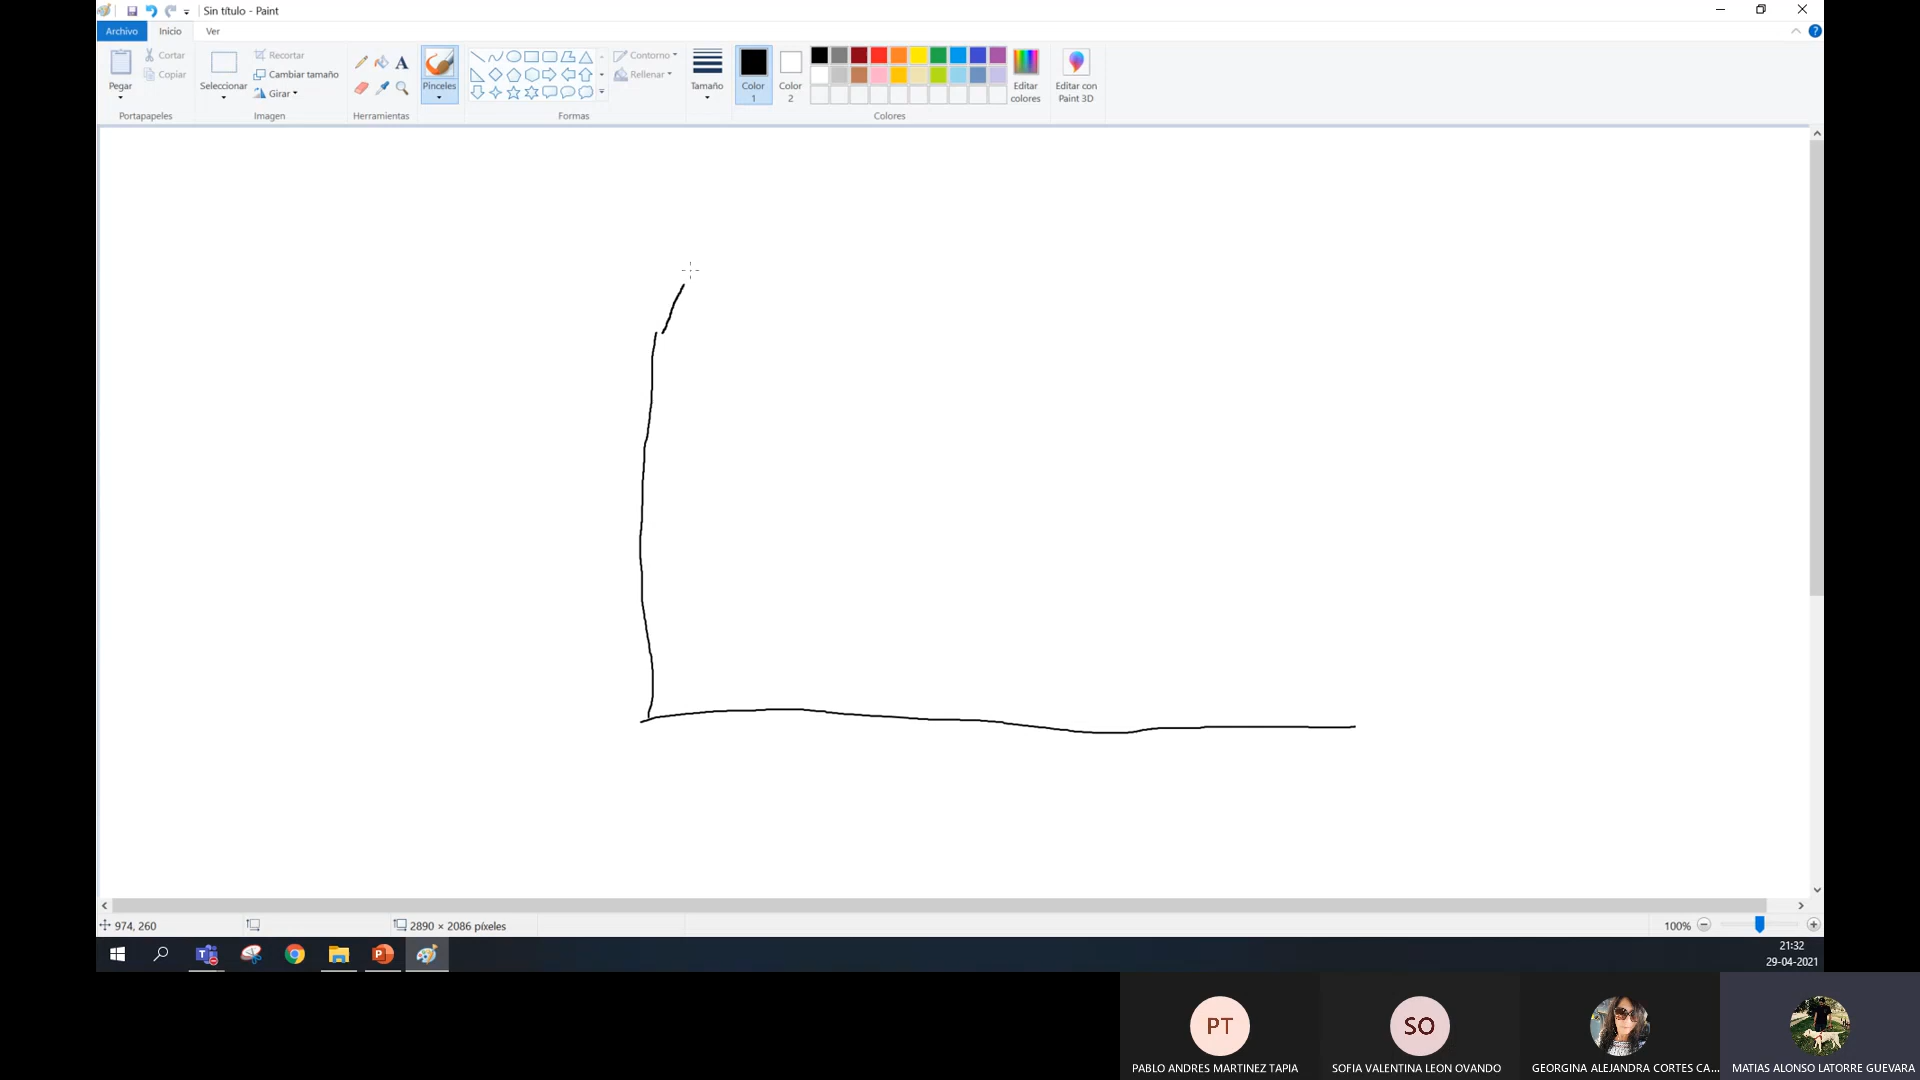 Sin título - Paint
Archivo Inicio Ver
Pegar
Cortar
Copiar
Portapapeles
Seleccionar
Recortar
Cambiar tamaño
Girar
Imagen
A
Herramientas
Pinceles
Contorno
Rellenar
Formas
Tamaño
Color
1
Color
2
Editar
colores
Colores
Editar con
Paint 3D
974, 260
2890 × 2086 píxeles
100%
21:32
29-04-2021
PT
SO
PABLO ANDRES MARTINEZ TAPIA
SOFIA VALENTINA LEON OVANDO
GEORGINA ALEJANDRA CORTES CA...
MATIAS ALONSO LATORRE GUEVARA